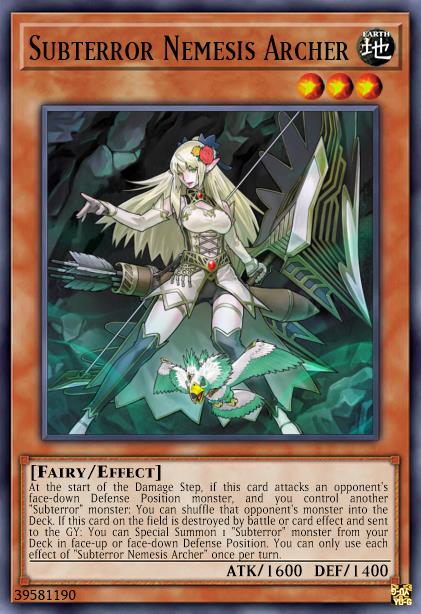 Subterror Nemesis Archer
EARTH
地
[Fairy/Effect]
At the start of the Damage Step, if this card attacks an opponent's
face-down Defense Position monster, and you control another
"Subterror" monster: You can shuffle that opponent's monster into the
Deck. If this card on the field is destroyed by battle or card effect and sent
to the GY: You can Special Summon 1 "Subterror" monster from your
Deck in face-up or face-down Defense Position. You can only use each
effect of "Subterror Nemesis Archer" once per turn.
ATK/1600 DEF/1400
39581190